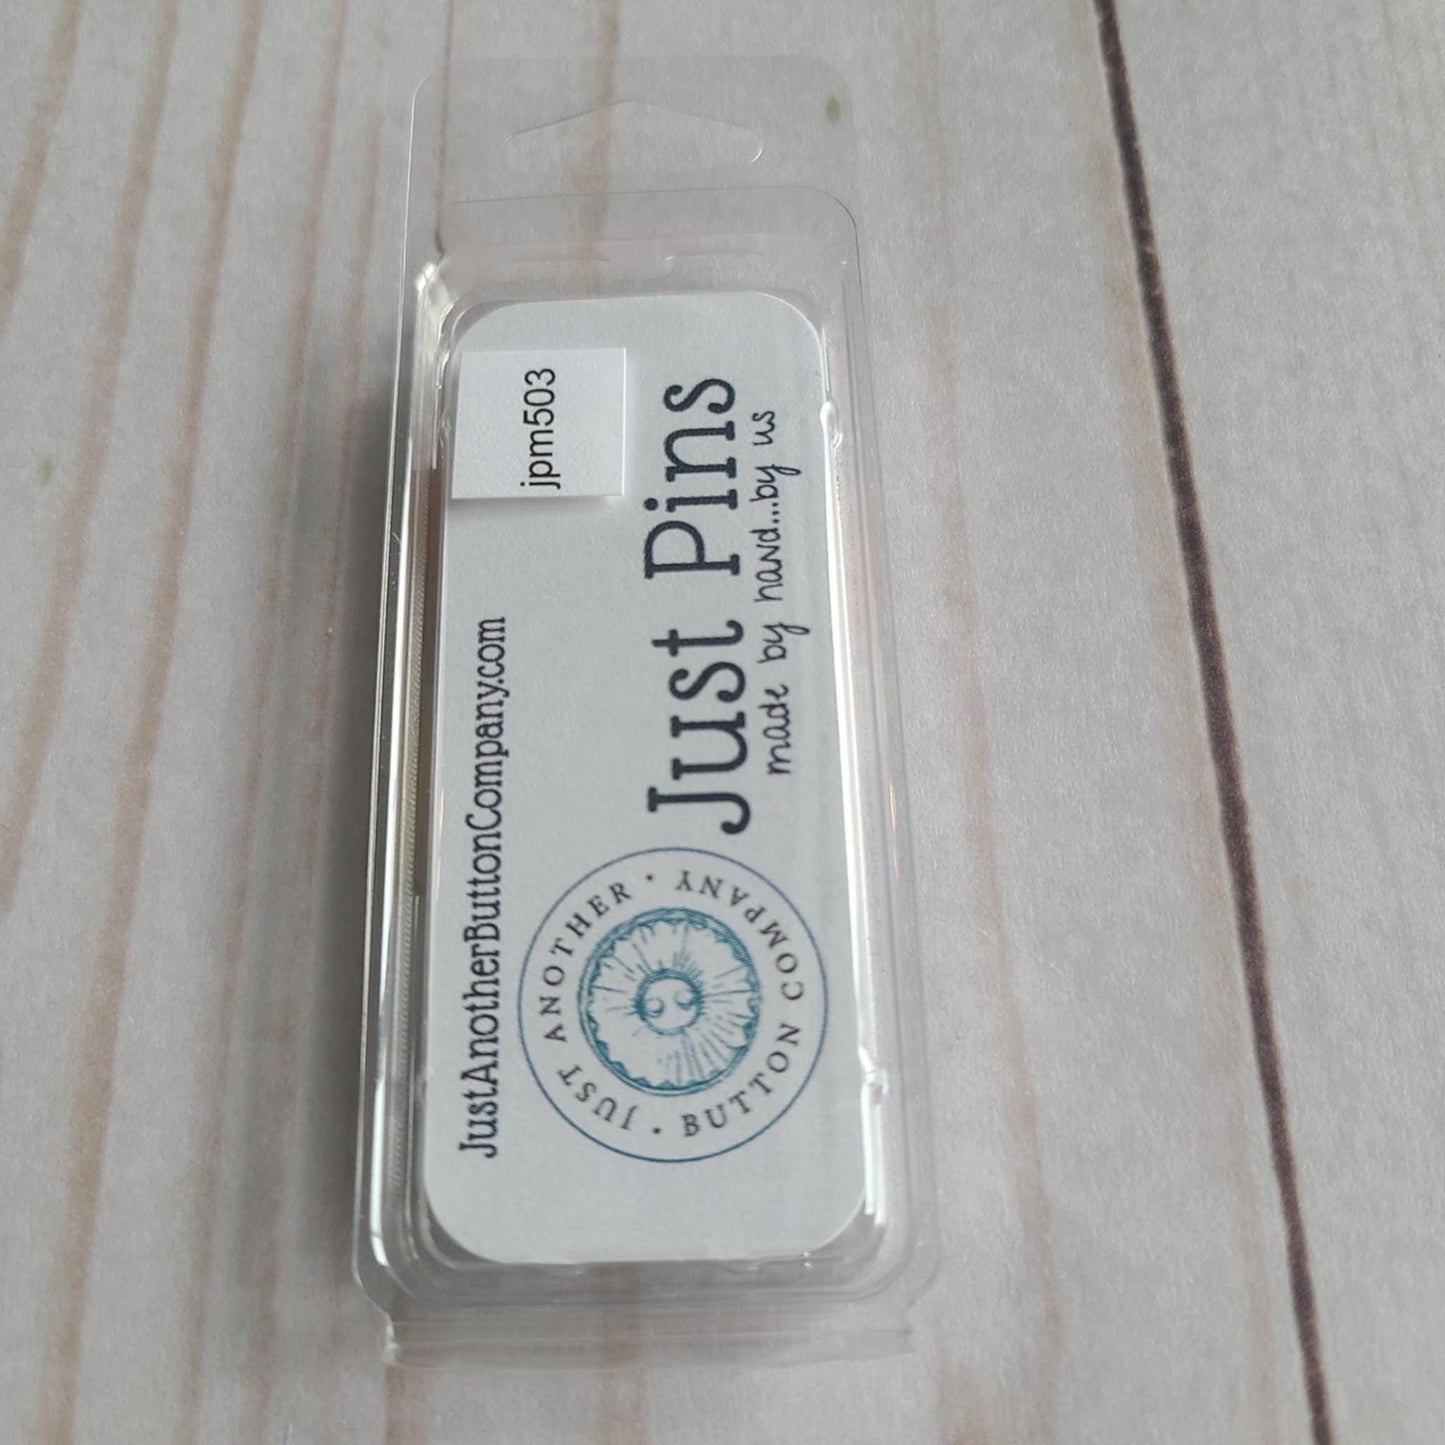 JustAnotherButtonCompany.com
jpm503
JUST ANOTHER • BUTTON COMPANY •
Just Pins
made by hand...by us